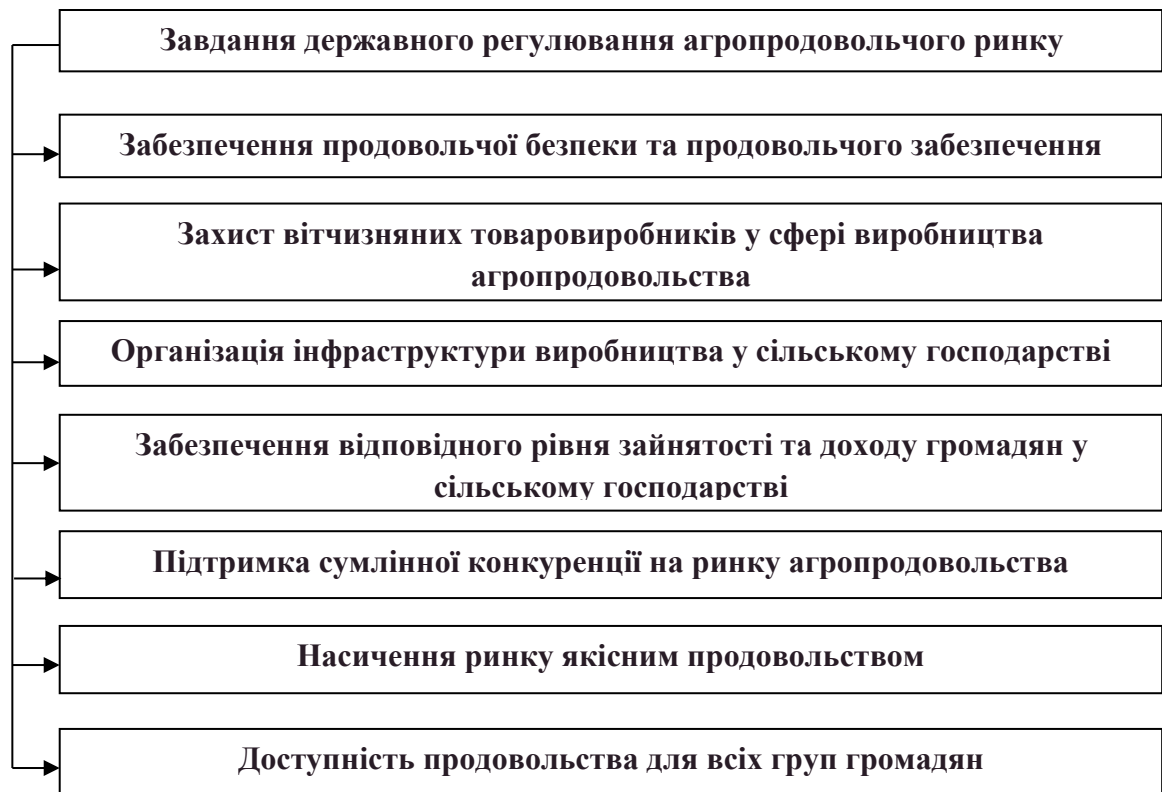 Завдання державного регулювання агропродовольчого ринку
Забезпечення продовольчої безпеки та продовольчого забезпечення
Захист вітчизняних товаровиробників у сфері виробництва
агропродовольства
Організація інфраструктури виробництва у сільському господарстві
Забезпечення відповідного рівня зайнятості та доходу громадян у
сільському господарстві
Підтримка сумлінної конкуренції на ринку агропродовольства
Насичення ринку якісним продовольством
Доступність продовольства для всіх груп громадян